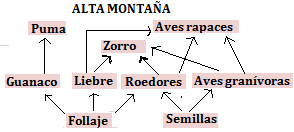 ALTA MONTAÑA
Puma Aves rapaces
Zorro
Guanaco Liebre Roedores Aves granívoras
Follaje Semillas